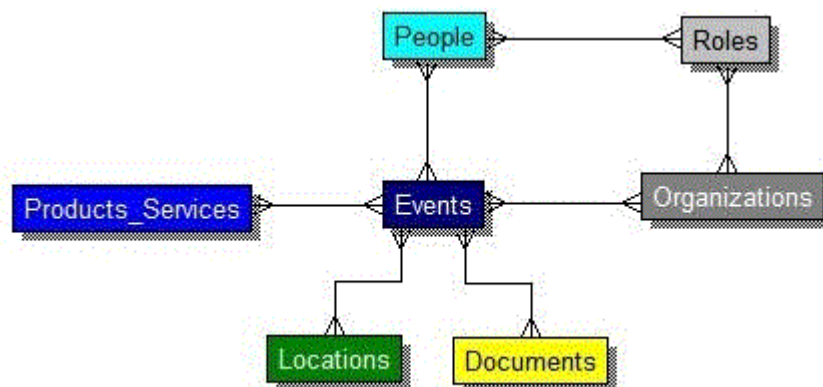 People
Roles
Products_Services
Events
Organizations
Locations
Documents